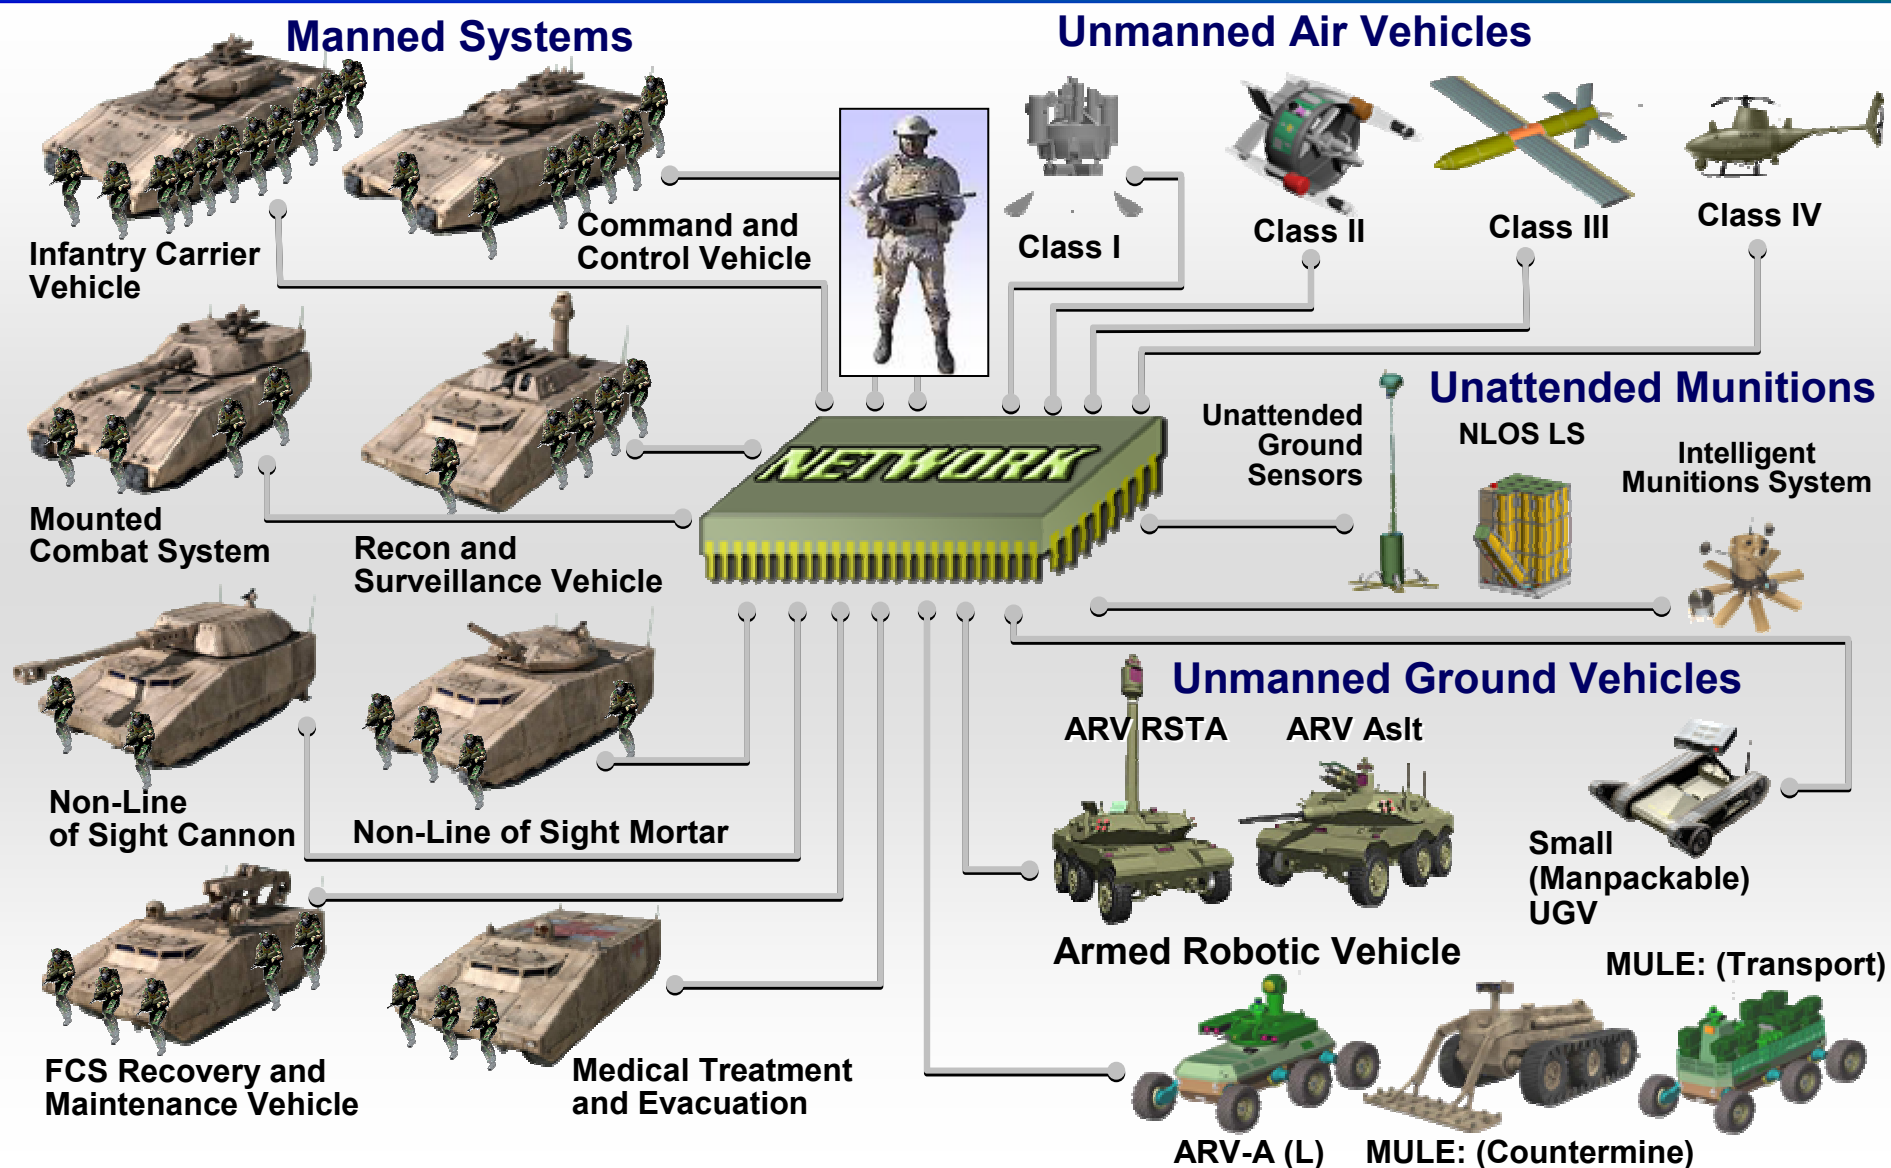 Manned Systems
Unmanned Air Vehicles
Infantry Carrier
Vehicle
Command and
Control Vehicle
Class I
Class II
Class III
Class IV
Mounted
Combat System
Recon and
Surveillance Vehicle
NETWORK
Unattended
Ground
Sensors
Unattended Munitions
NLOS LS
Intelligent
Munitions System
Non-Line
of Sight Cannon
Non-Line of Sight Mortar
Unmanned Ground Vehicles
ARV RSTA
ARV Aslt
Small
(Manpackable)
UGV
Armed Robotic Vehicle
MULE: (Transport)
FCS Recovery and
Maintenance Vehicle
Medical Treatment
and Evacuation
ARV-A (L)
MULE: (Countermine)